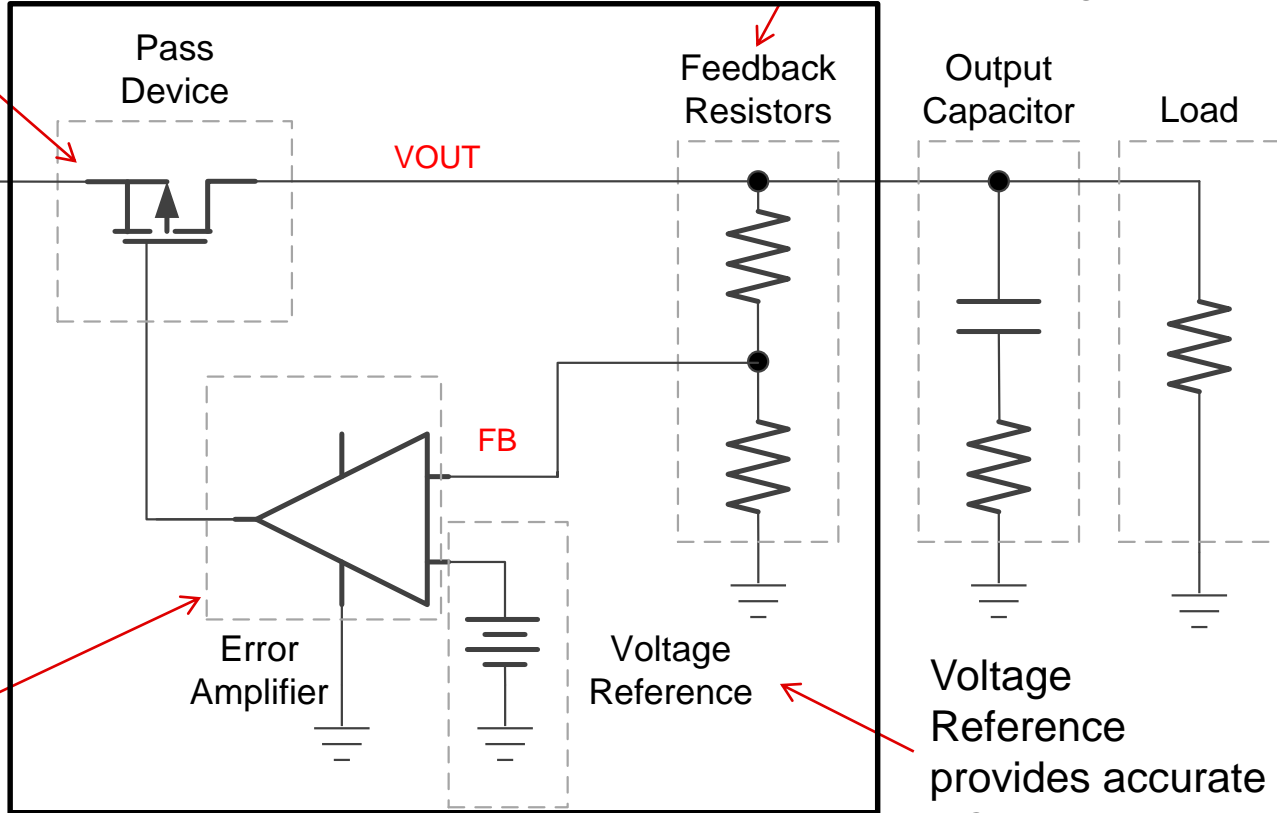 Pass
Device
Feedback
Resistors
Output
Capacitor
Load
VOUT
FB
Error
Amplifier
Voltage
Reference
Voltage
Reference
provides accurate